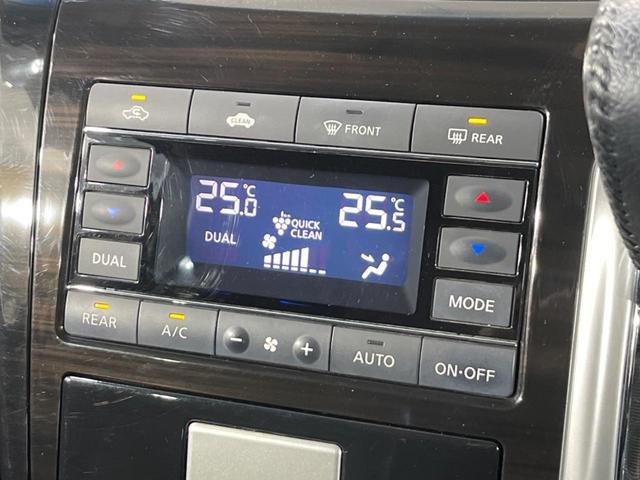 CLEAN
FRONT
REAR
25.0°C 25.5°C
QUICK
CLEAN
DUAL
DUAL
MODE
REAR
A/C
- +
AUTO
ON·OFF